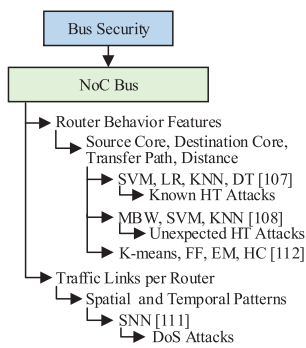 Bus Security
NoC Bus
Router Behavior Features
Source Core, Destination Core,
Transfer Path, Distance
SVM, LR, KNN, DT [107]
Known HT Attacks
MBW, SVM, KNN [108]
Unexpected HT Attacks
K-means, FF, EM, HC [112]
Traffic Links per Router
Spatial and Temporal Patterns
SNN [111]
DoS Attacks